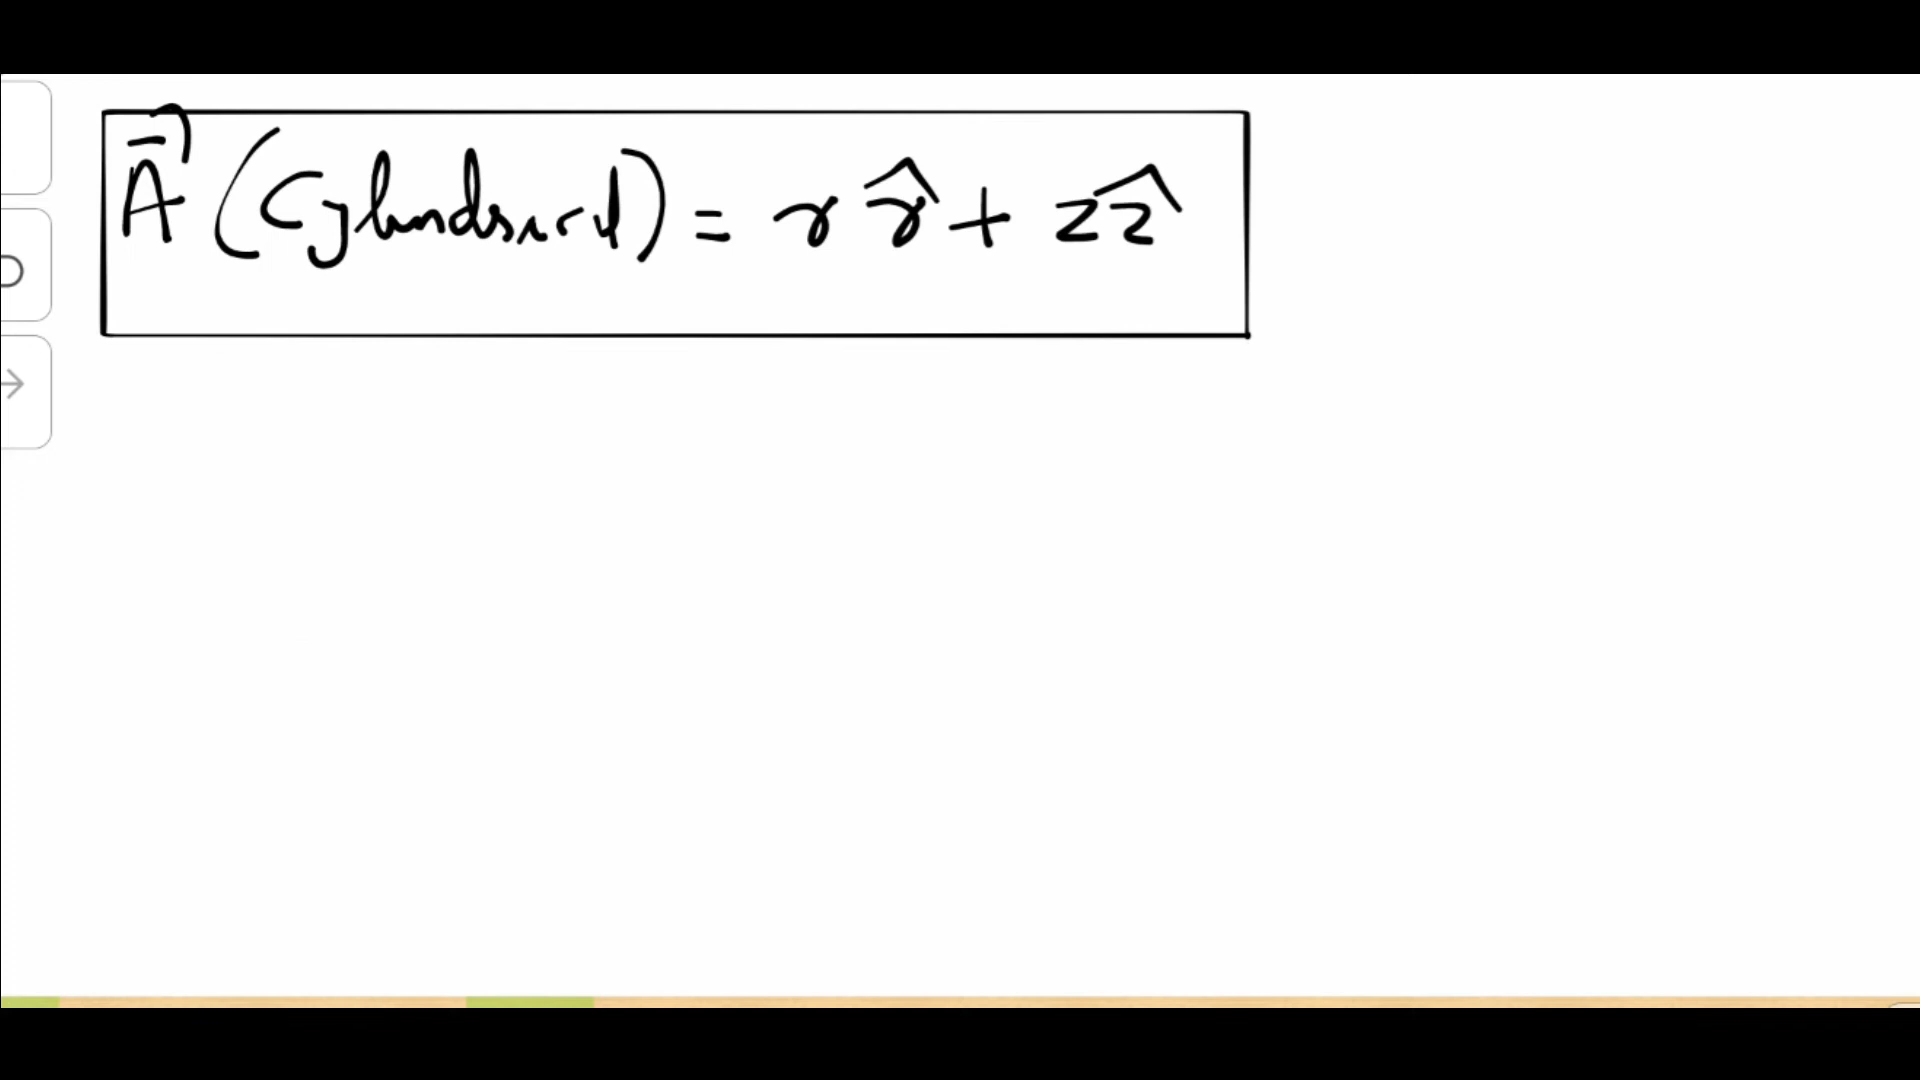 A⃗ (Cylindrical) = r r̂ + z ẑ